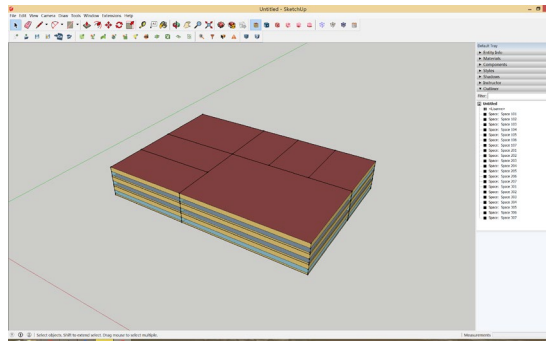 Untitled - SketchUp
File Edit View Camera Draw Tools Window Extensions Help
Default Tray
Entity Info
Materials
Components
Styles
Shadows
Instructor
Outliner
Filter
Untitled
Space: Space 101
Space: Space 102
Space: Space 103
Space: Space 104
Space: Space 105
Space: Space 106
Space: Space 107
Space: Space 201
Space: Space 202
Space: Space 203
Space: Space 204
Space: Space 205
Space: Space 206
Space: Space 207
Space: Space 301
Space: Space 302
Space: Space 303
Space: Space 304
Space: Space 305
Space: Space 306
Space: Space 307
Select objects. Shift to extend select. Drag mouse to select multiple.
Measurements